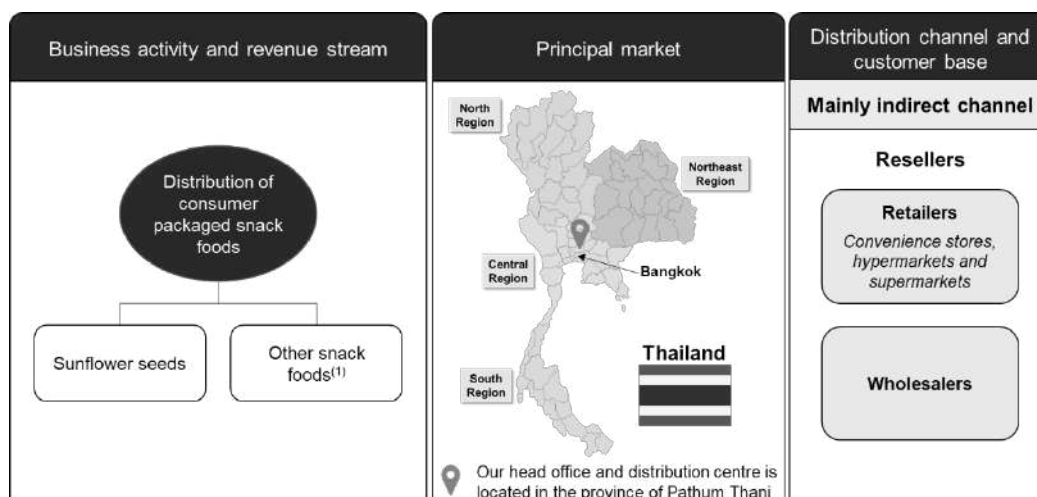 Business activity and revenue stream
Distribution of
consumer
packaged snack
foods
Sunflower seeds
Other snack
foods(1)
Principal market
North
Region
Northeast
Region
Central
Region
Bangkok
South
Region
Thailand
Our head office and distribution centre is
located in the province of Pathum Thani
Distribution channel and
customer base
Mainly indirect channel
Resellers
Retailers
Convenience stores,
hypermarkets and
supermarkets
Wholesalers